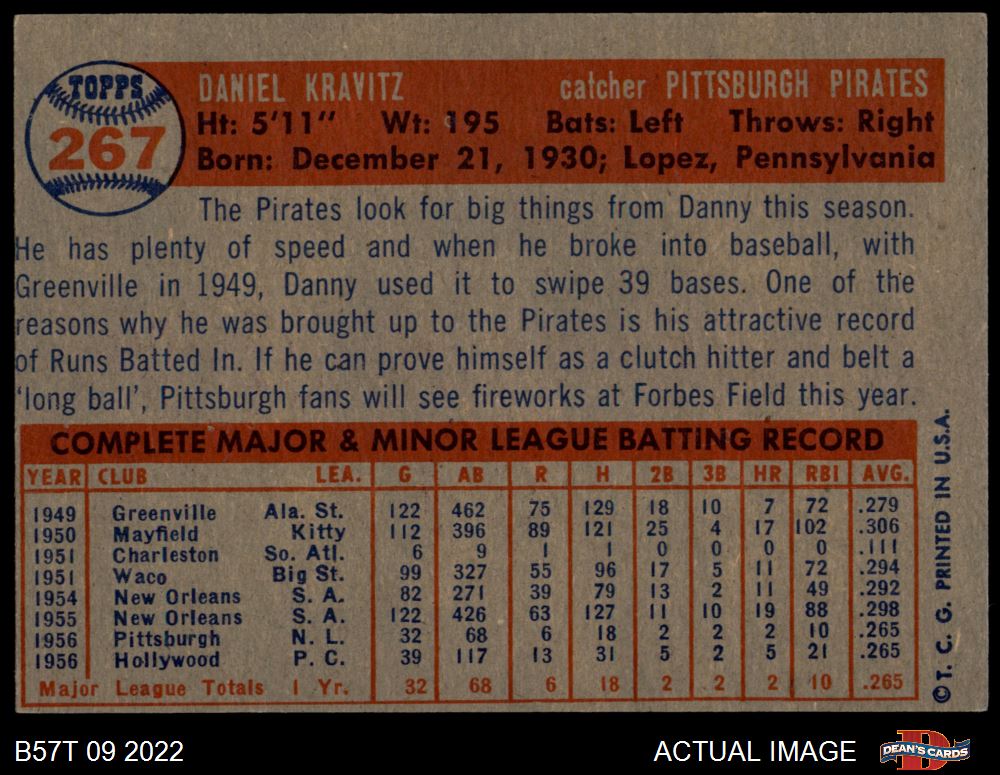 TOPPS
267
DANIEL KRAVITZ catcher PITTSBURGH PIRATES
Ht: 5'11" Wt: 195 Bats: Left Throws: Right
Born: December 21, 1930; Lopez, Pennsylvania
The Pirates look for big things from Danny this season.
He has plenty of speed and when he broke into baseball, with
Greenville in 1949, Danny used it to swipe 39 bases. One of the
reasons why he was brought up to the Pirates is his attractive record
of Runs Batted In. If he can prove himself as a clutch hitter and belt a
'long ball', Pittsburgh fans will see fireworks at Forbes Field this year.
COMPLETE MAJOR & MINOR LEAGUE BATTING RECORD
YEAR CLUB LEA. G AB R H 2B 3B HR RBI AVG.
1949 Greenville Ala. St. 122 462 75 129 18 10 7 72 .279
1950 Mayfield Kitty 112 396 89 121 25 4 17 102 .306
1951 Charleston So. Atl. 6 9 1 1 0 0 0 0 .111
1951 Waco Big St. 99 327 55 96 17 5 11 72 .294
1954 New Orleans S. A. 82 271 39 79 13 2 11 49 .292
1955 New Orleans S. A. 122 426 63 127 11 10 19 88 .298
1956 Pittsburgh N. L. 32 68 6 18 2 2 2 10 .265
1956 Hollywood P. C. 39 117 13 31 5 2 5 21 .265
Major League Totals 1 Yr. 32 68 6 18 2 2 2 10 .265
© T. C. G. PRINTED IN U.S.A.
B57T 09 2022 ACTUAL IMAGE
DEAN'S CARDS